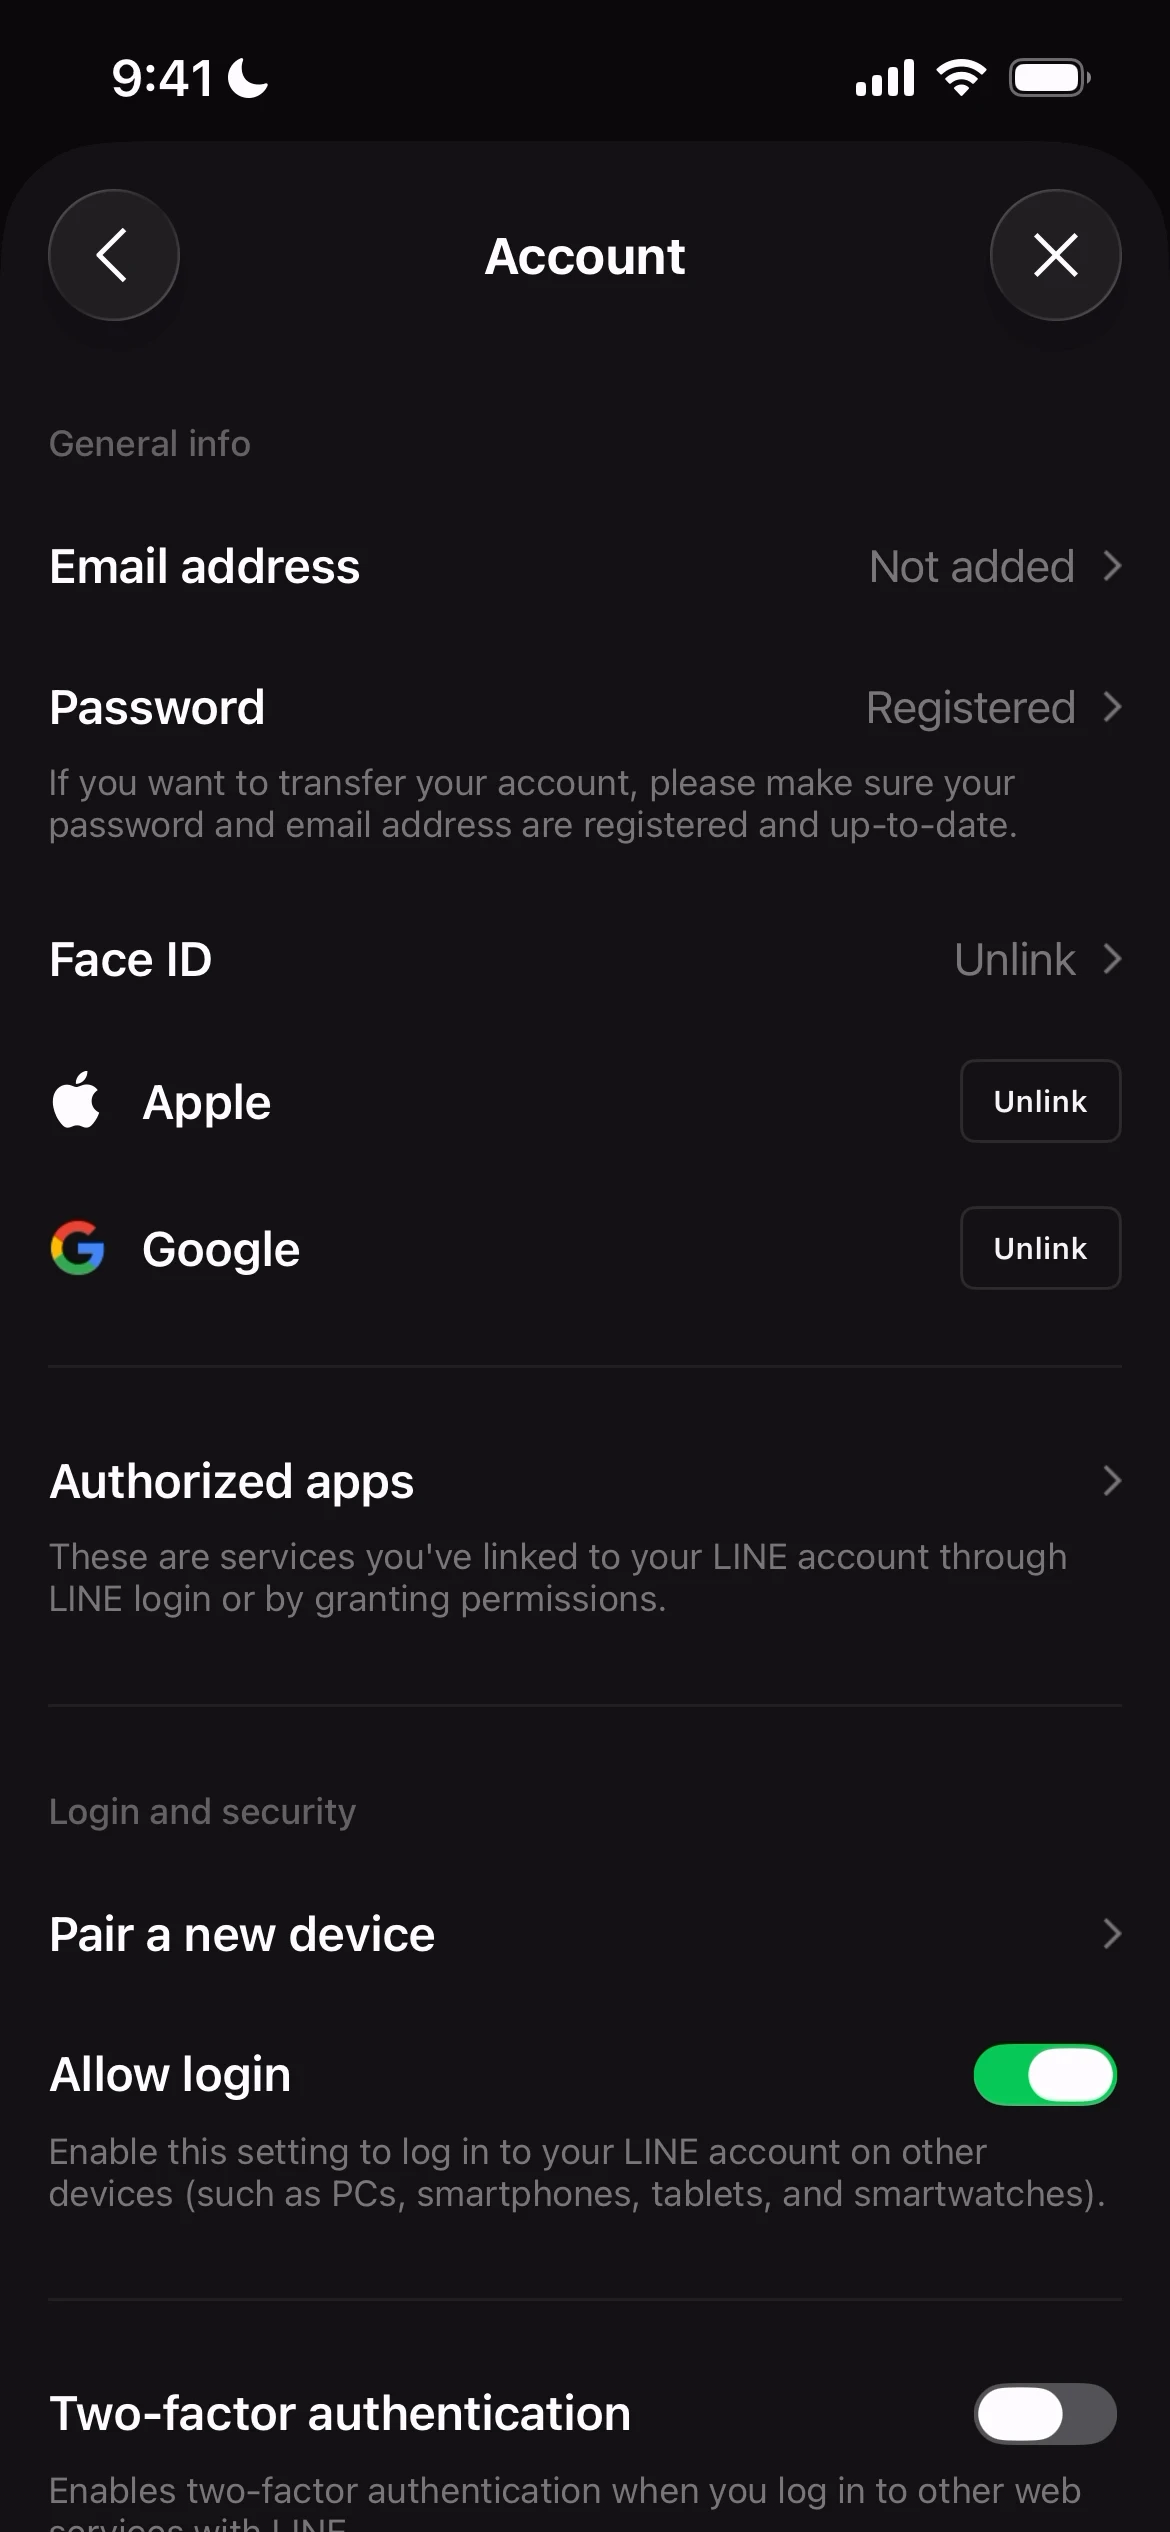 9:41
Account
General info
Email address Not added
Password Registered
If you want to transfer your account, please make sure your
password and email address are registered and up-to-date.
Face ID Unlink
Apple Unlink
Google Unlink
Authorized apps
These are services you've linked to your LINE account through
LINE login or by granting permissions.
Login and security
Pair a new device
Allow login
Enable this setting to log in to your LINE account on other
devices (such as PCs, smartphones, tablets, and smartwatches).
Two-factor authentication
Enables two-factor authentication when you log in to other web
services with LINE